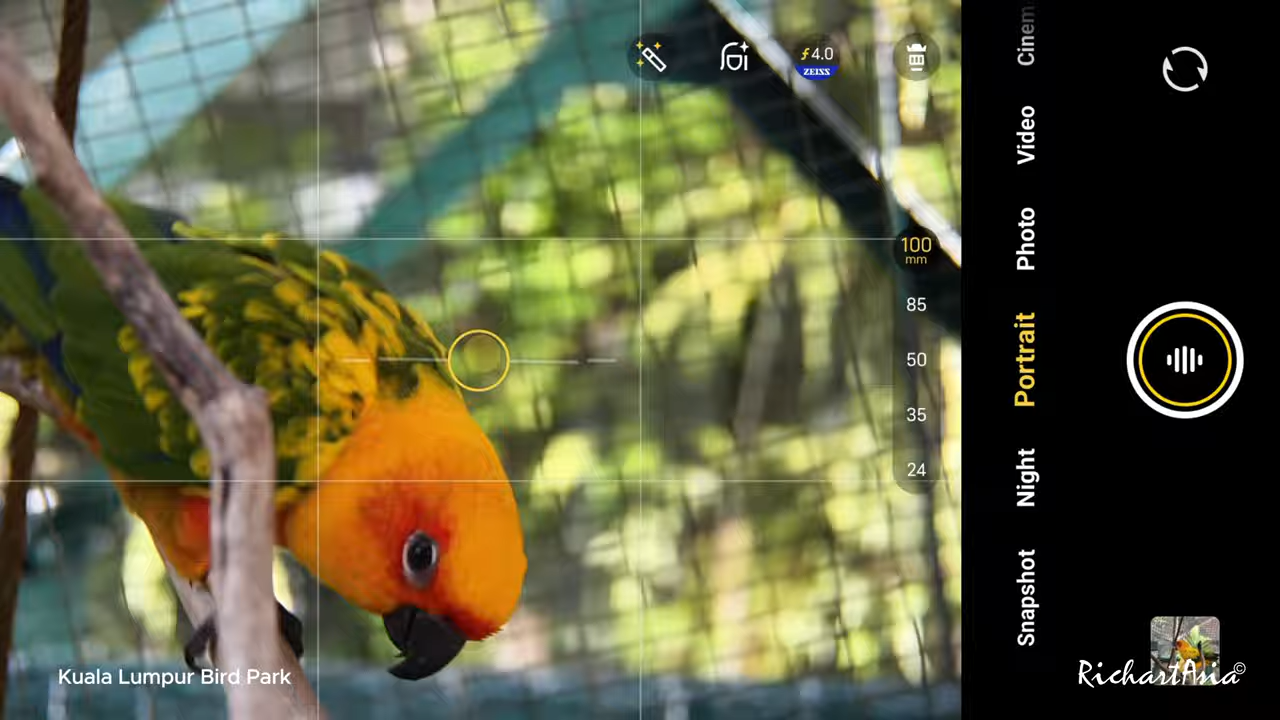 ƒ4.0
ZEISS
100
mm
85
50
35
24
Cinem
Video
Photo
Portrait
Night
Snapshot
Kuala Lumpur Bird Park
RichartAsia©